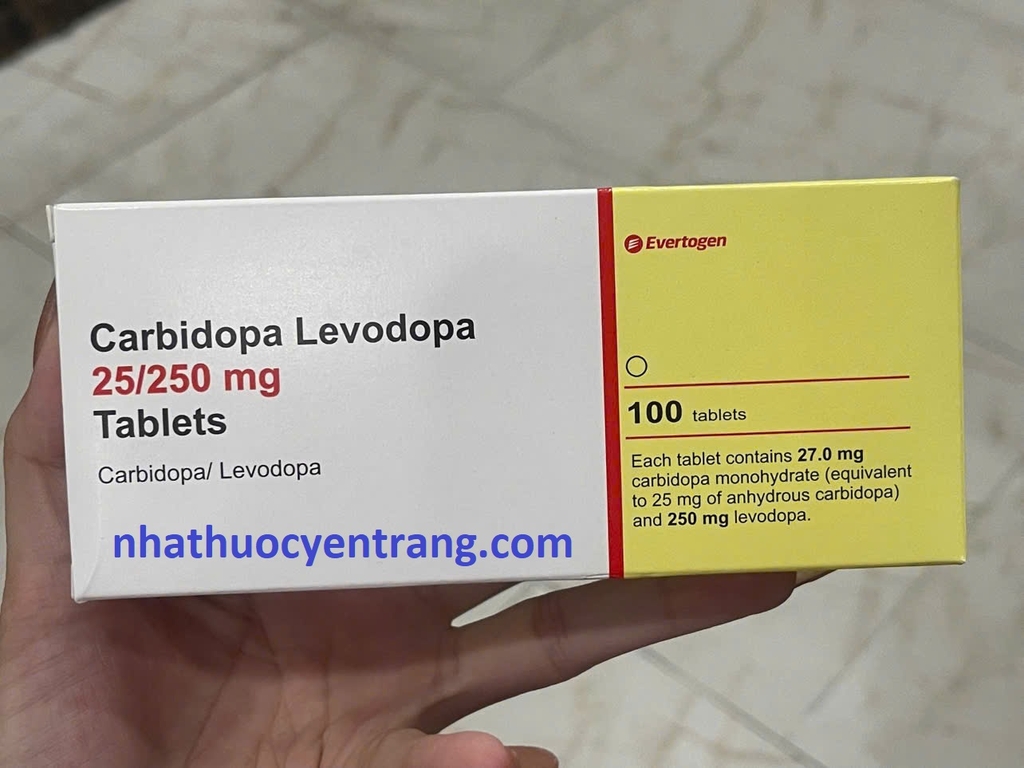 Carbidopa Levodopa
25/250 mg
Tablets
Carbidopa/ Levodopa
nhathuocyentrang.com
Evertogen
100 tablets
Each tablet contains 27.0 mg
carbidopa monohydrate (equivalent
to 25 mg of anhydrous carbidopa)
and 250 mg levodopa.